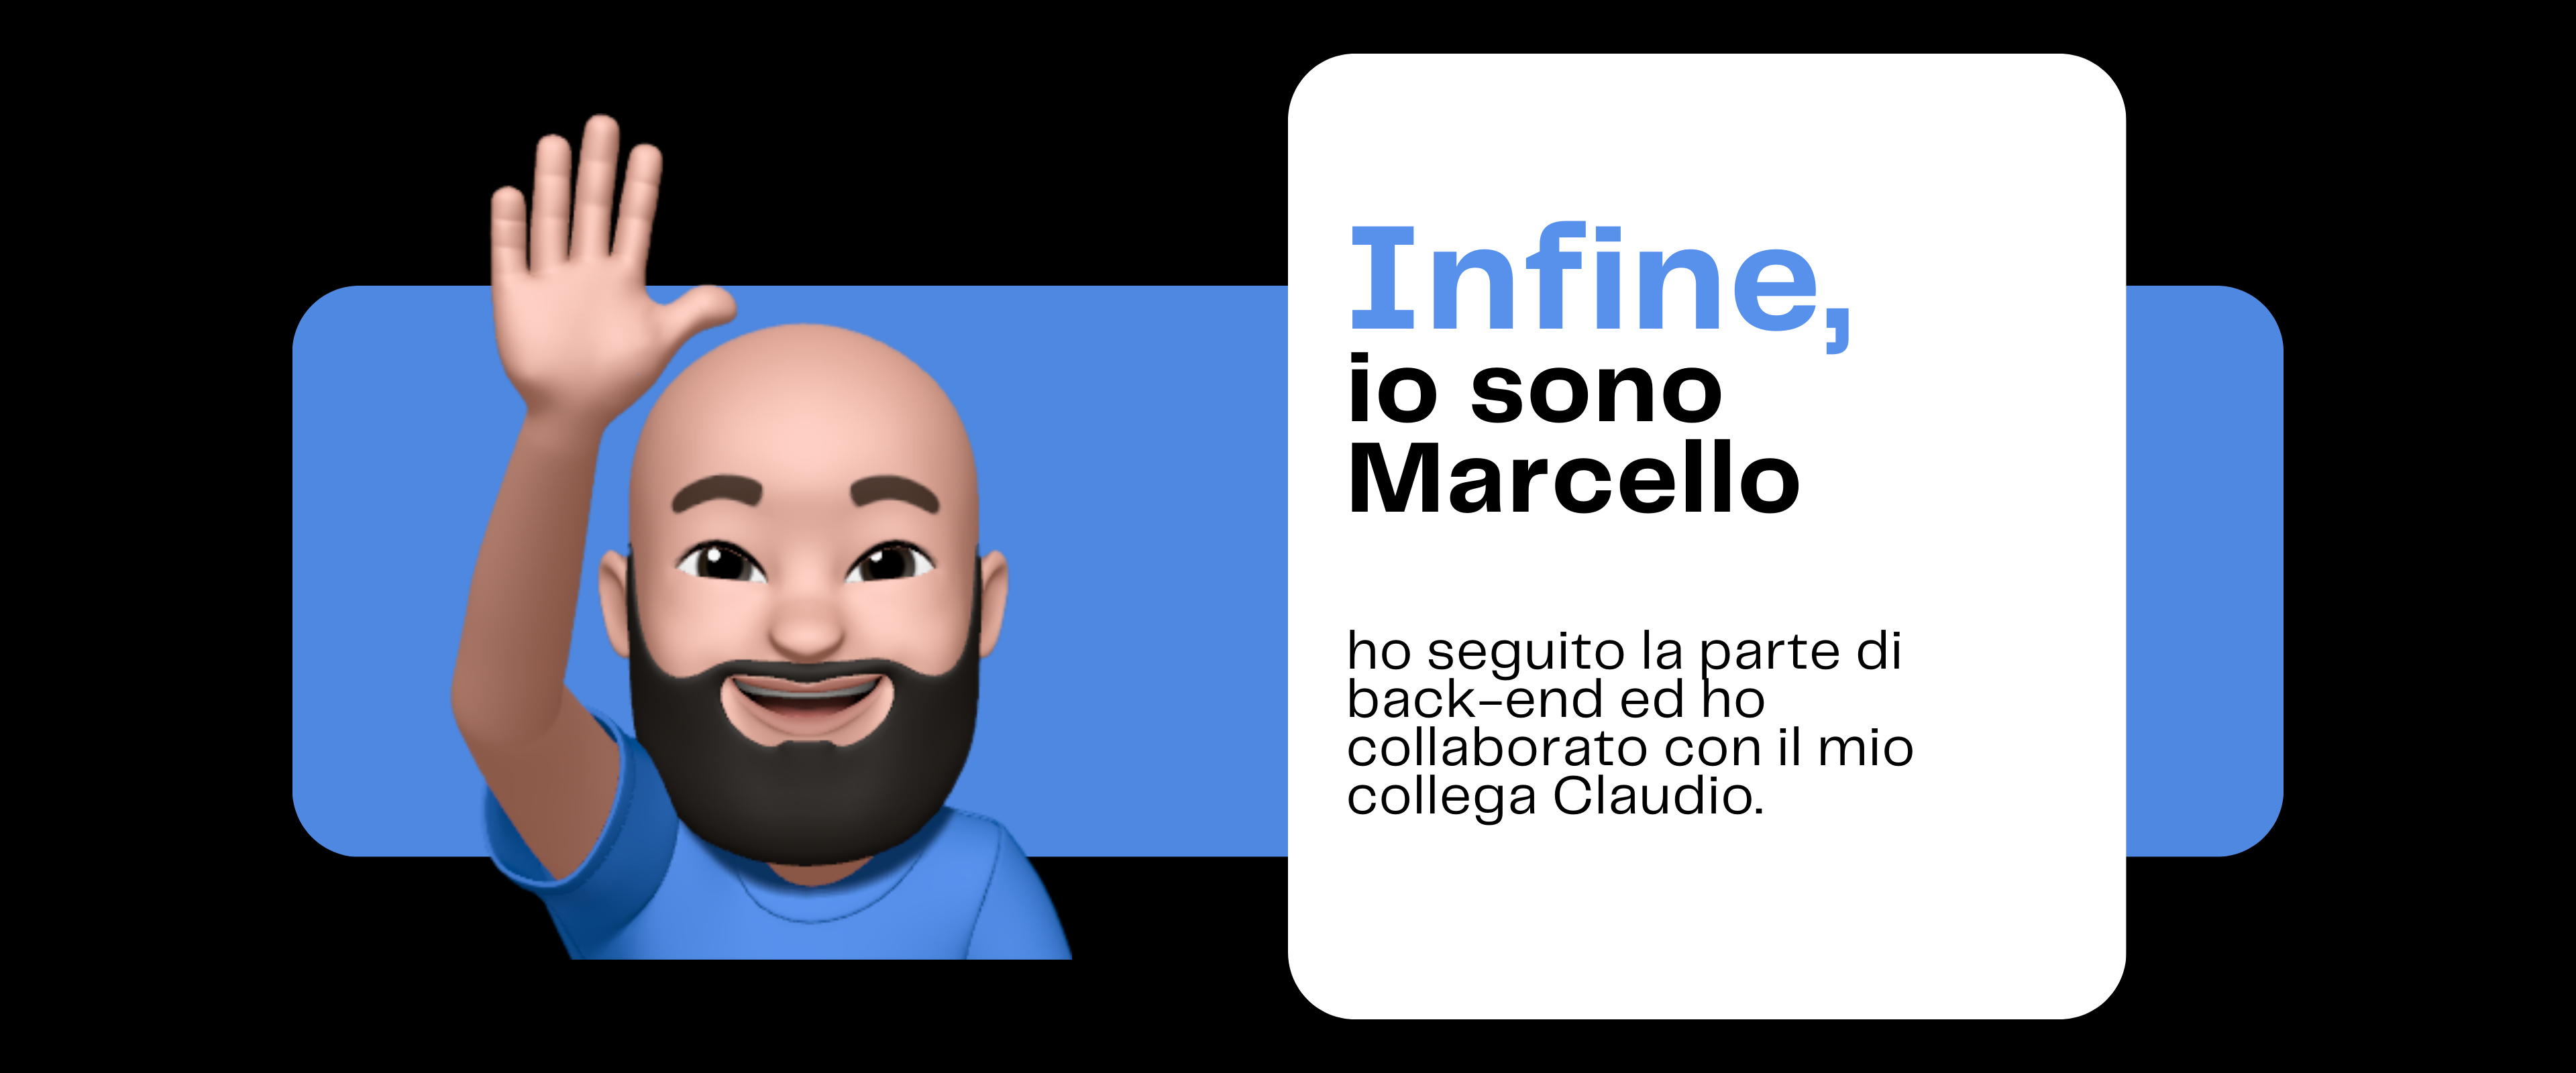 Infine,
io sono
Marcello
ho seguito la parte di
back-end ed ho
collaborato con il mio
collega Claudio.